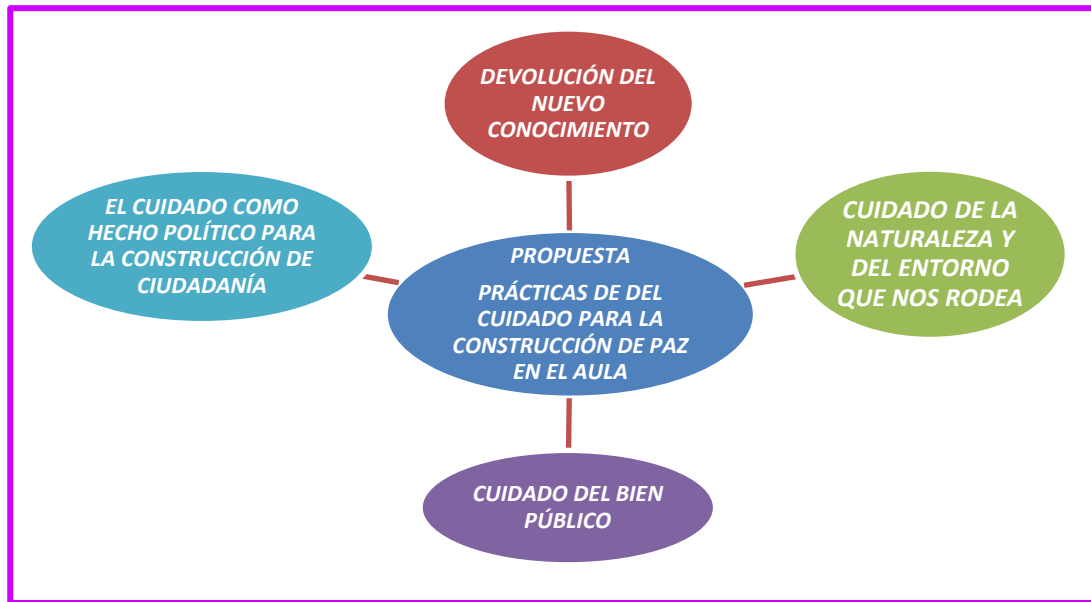 DEVOLUCIÓN DEL
NUEVO
CONOCIMIENTO
EL CUIDADO COMO
HECHO POLÍTICO PARA
LA CONSTRUCCIÓN DE
CIUDADANÍA
CUIDADO DE LA
NATURALEZA Y
DEL ENTORNO
QUE NOS RODEA
PROPUESTA
PRÁCTICAS DE DEL
CUIDADO PARA LA
CONSTRUCCIÓN DE PAZ
EN EL AULA
CUIDADO DEL BIEN
PÚBLICO